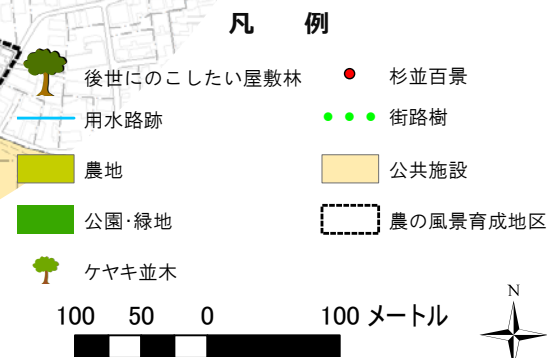 凡 例
後世にのこしたい屋敷林
杉並百景
用水路跡
街路樹
農地
公共施設
公園・緑地
農の風景育成地区
ケヤキ並木
100 50 0 100 メートル
N